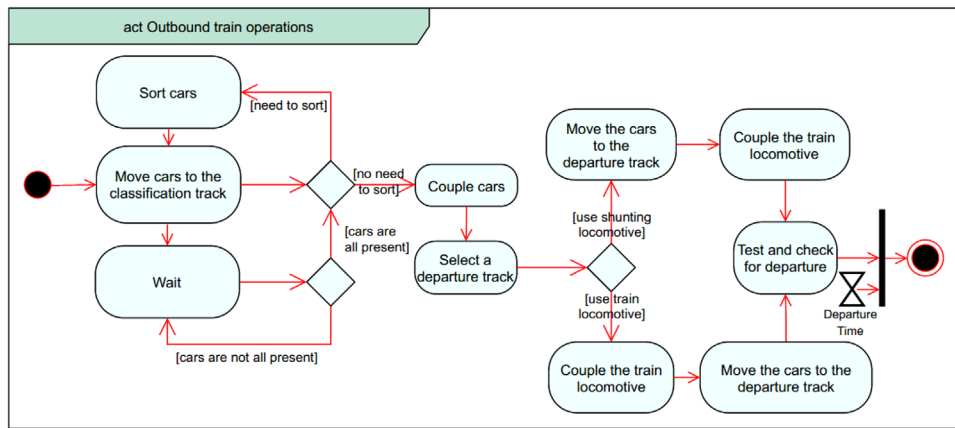 act Outbound train operations
Sort cars
[need to sort]
Move cars to the
classification track
[no need
to sort]
Couple cars
[cars are
all present]
Wait
[cars are not all present]
Select a
departure track
Move the cars
to the
departure track
Couple the train
locomotive
[use shunting
locomotive]
[use train
locomotive]
Test and check
for departure
Departure
Time
Couple the train
locomotive
Move the cars to the
departure track